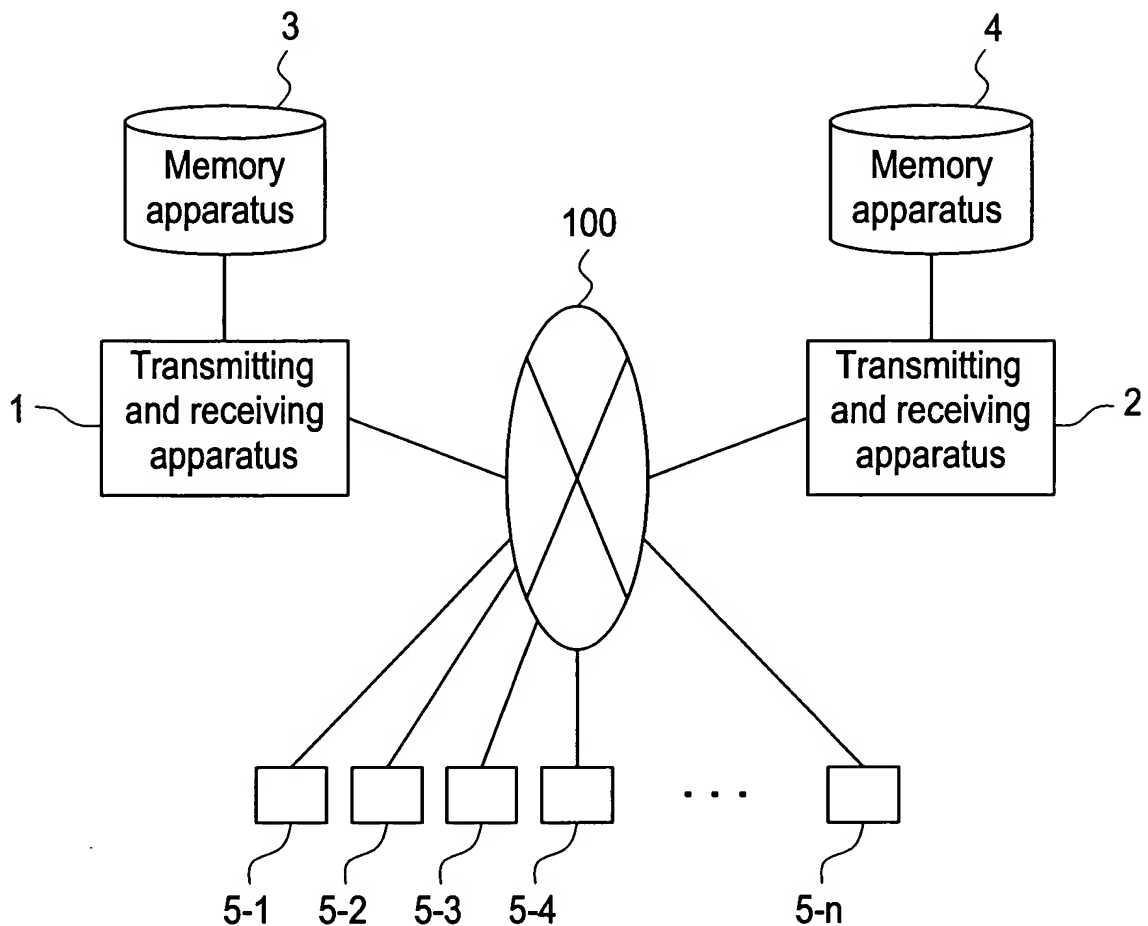 3
4
Memory
apparatus
Memory
apparatus
100
Transmitting
and receiving
apparatus
1
Transmitting
and receiving
apparatus
2
. . .
5-1
5-2
5-3
5-4
5-n